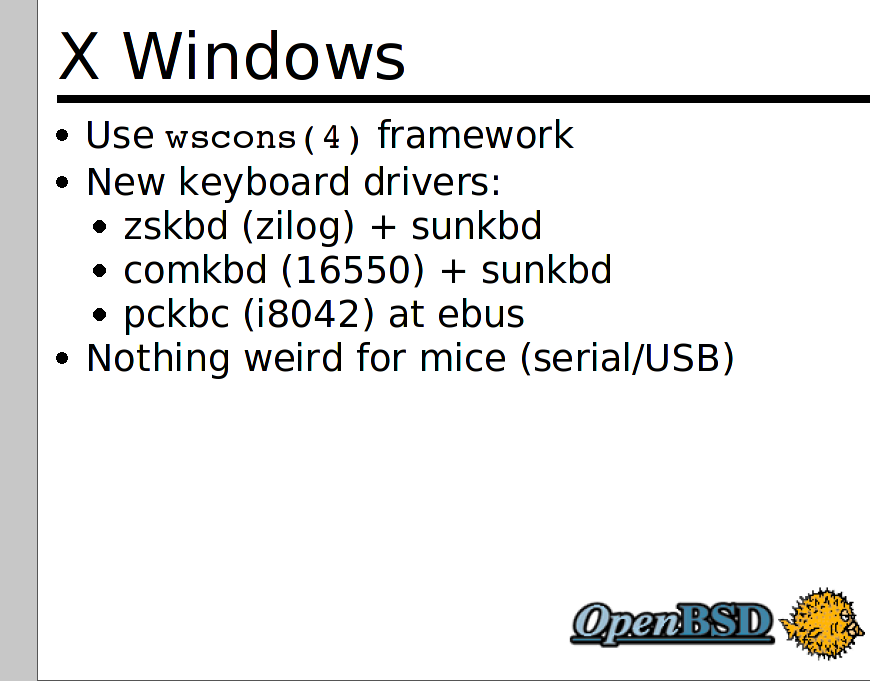 X Windows
• Use wscons(4) framework
• New keyboard drivers:
• zskbd (zilog) + sunkbd
• comkbd (16550) + sunkbd
• pckbc (i8042) at ebus
• Nothing weird for mice (serial/USB)
OpenBSD